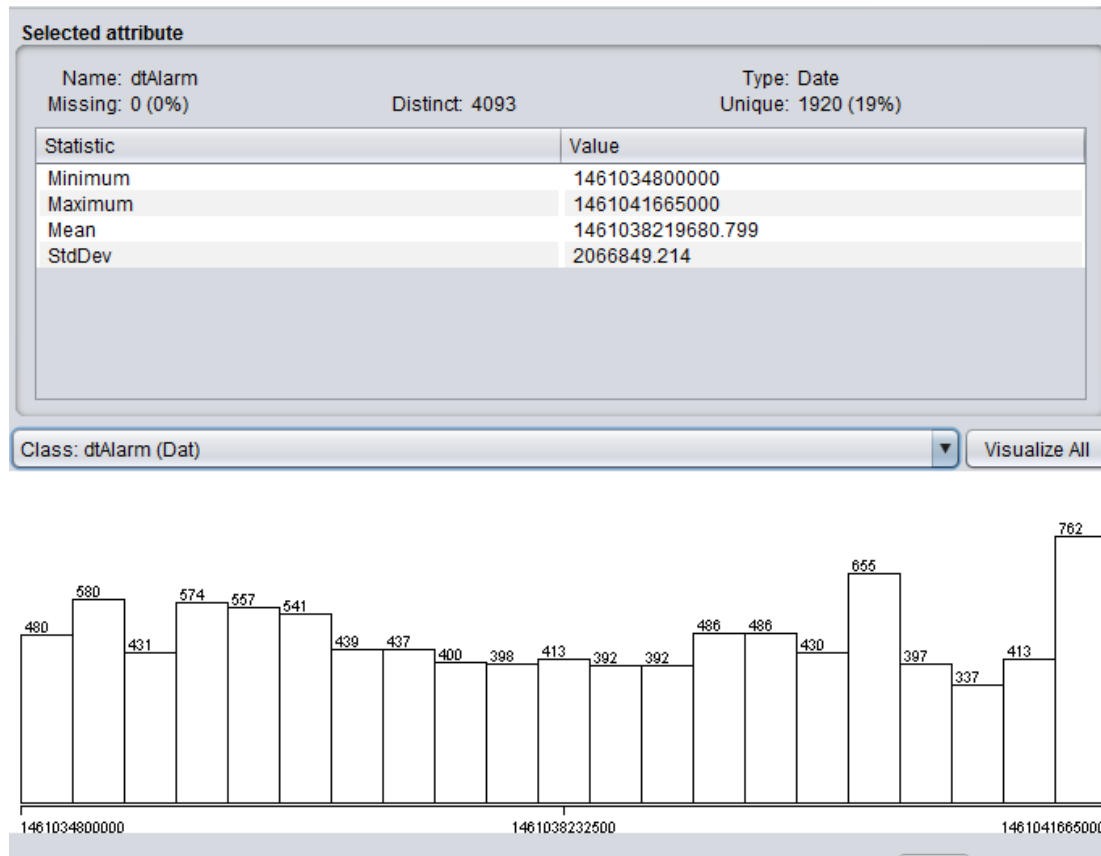 Selected attribute
Name: dtAlarm Type: Date
Missing: 0 (0%) Distinct: 4093 Unique: 1920 (19%)
Statistic Value
Minimum 1461034800000
Maximum 1461041665000
Mean 1461038219680.799
StdDev 2066849.214
Class: dtAlarm (Dat) Visualize All
480 580 431 574 557 541 439 437 400 398 413 392 392 486 486 430 655 397 337 413 762
1461034800000 1461038232500 1461041665000